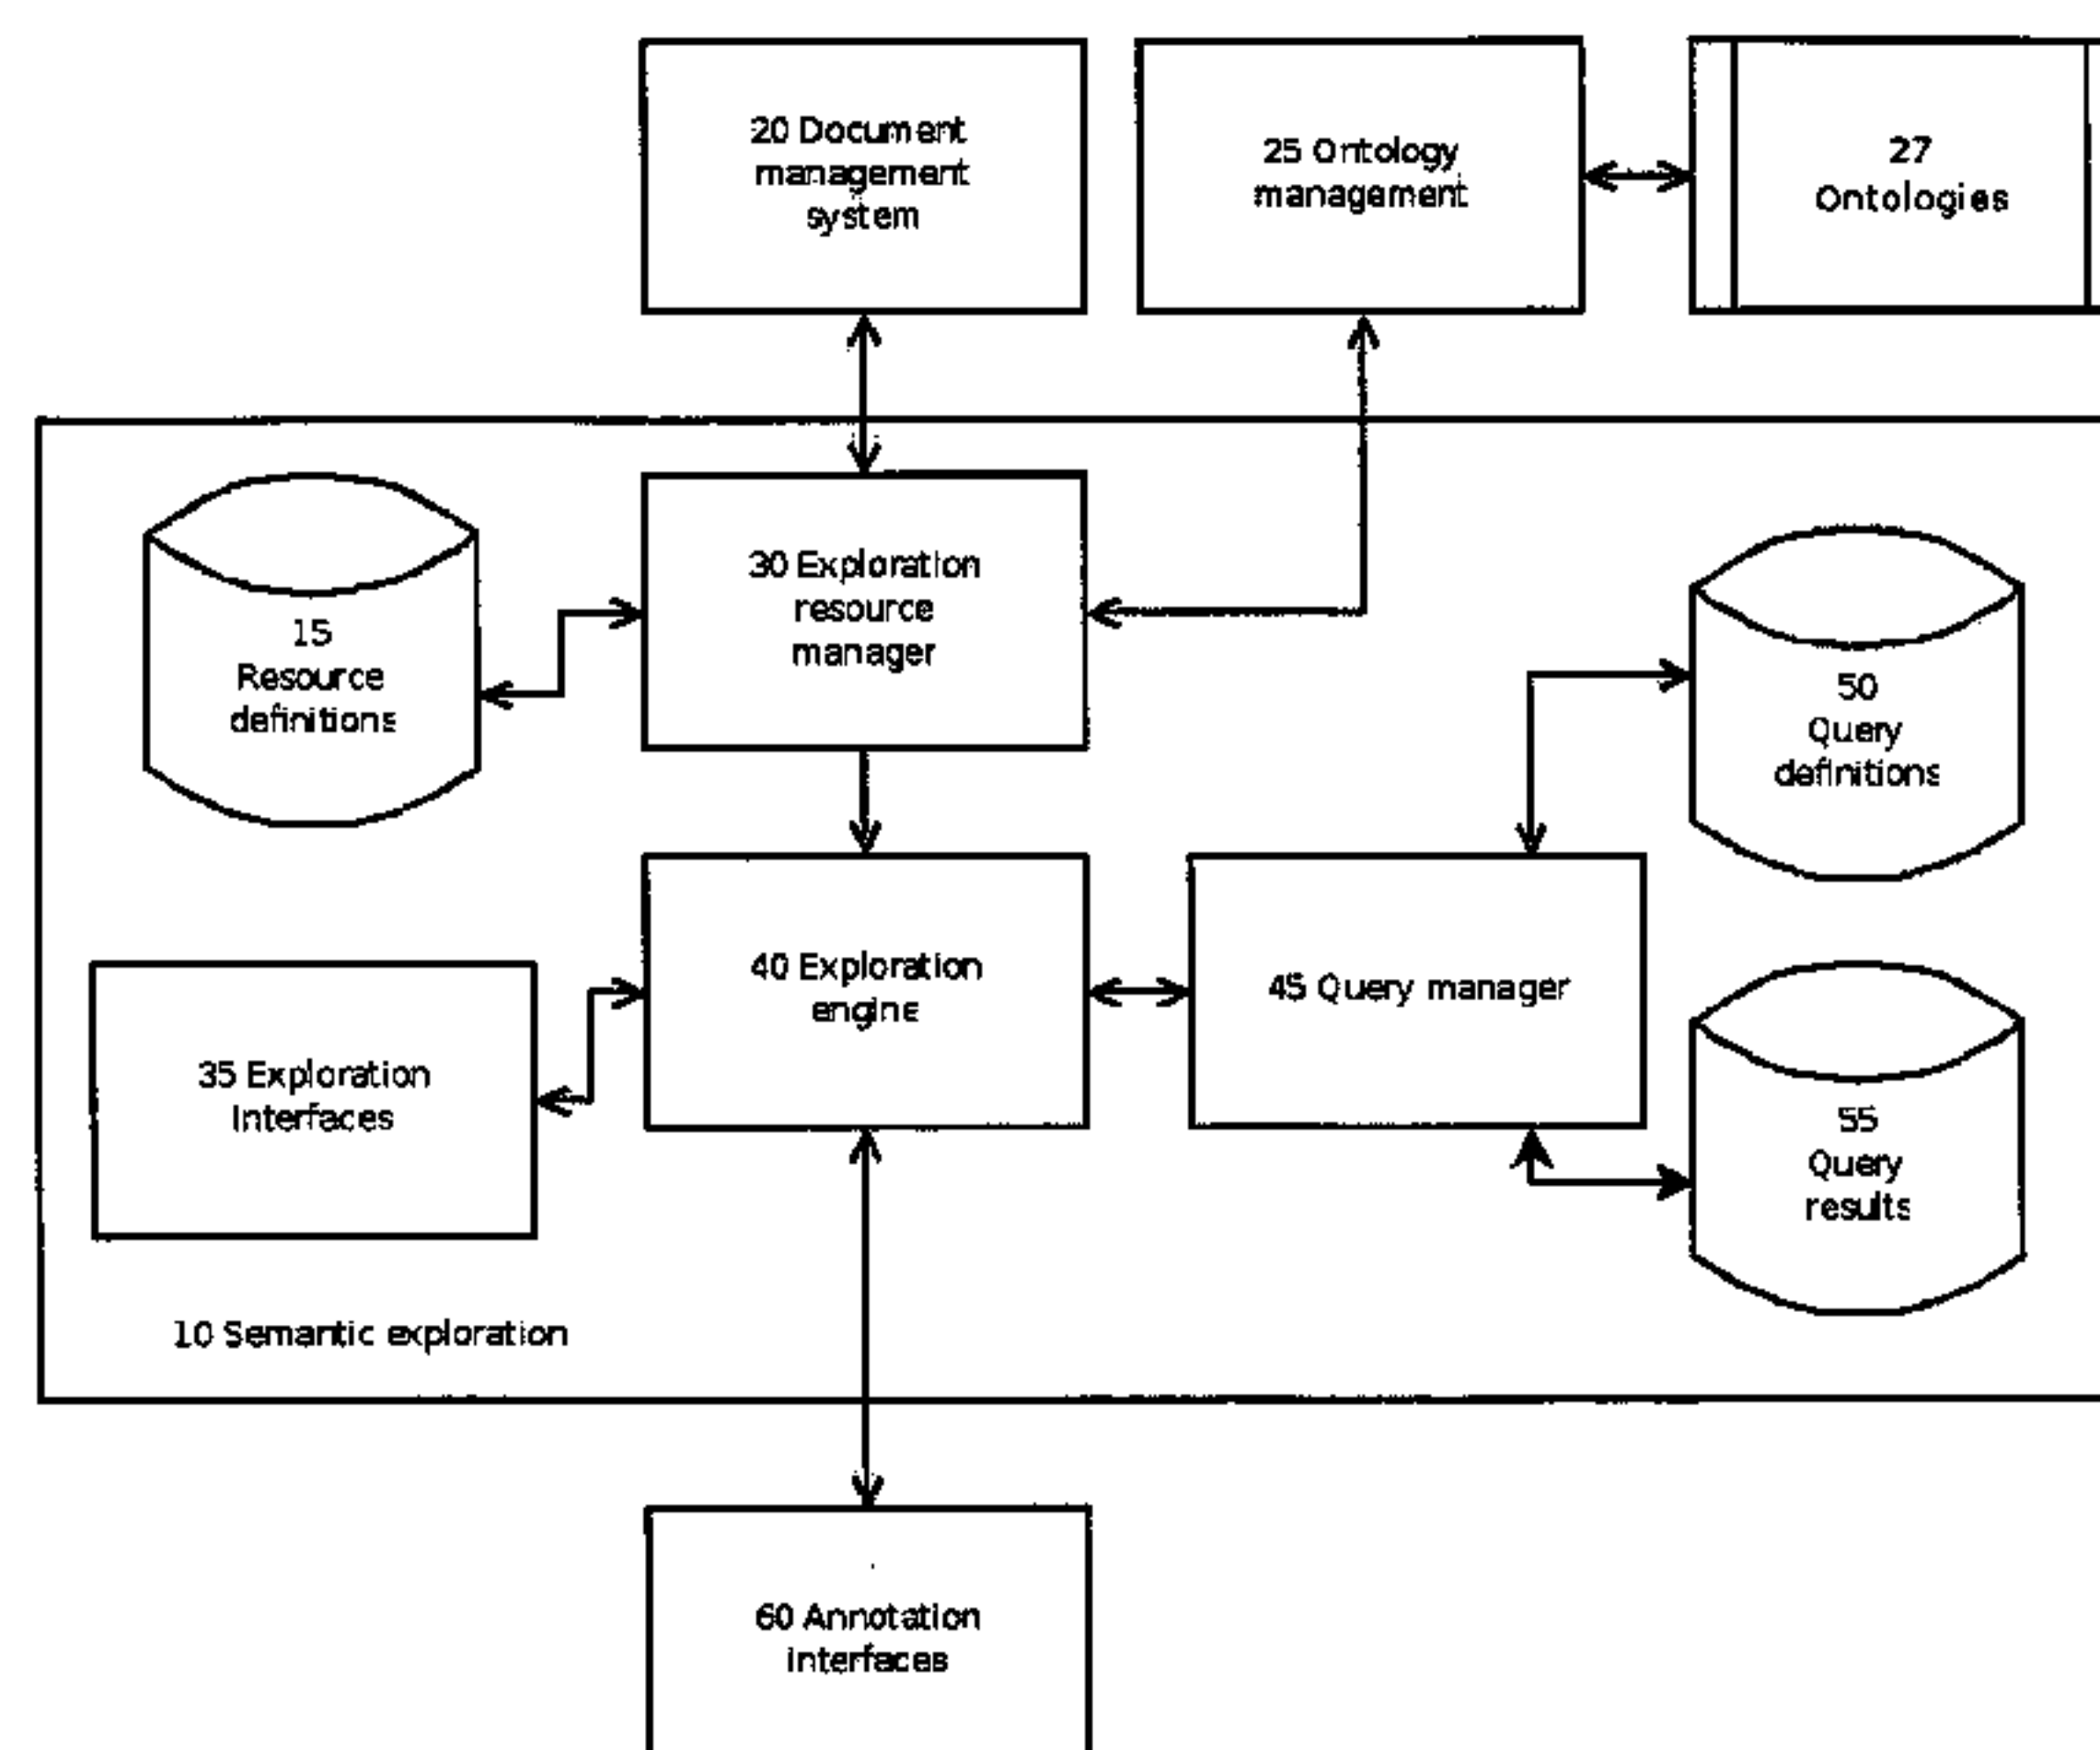 20 Document
management
system
25 Ontology
management
27
Ontologies
15
Resource
definitions
30 Exploration
resource
manager
50
Query
definitions
35 Exploration
Interfaces
40 Exploration
engine
45 Query manager
55
Query
results
10 Semantic exploration
60 Annotation
interfaces